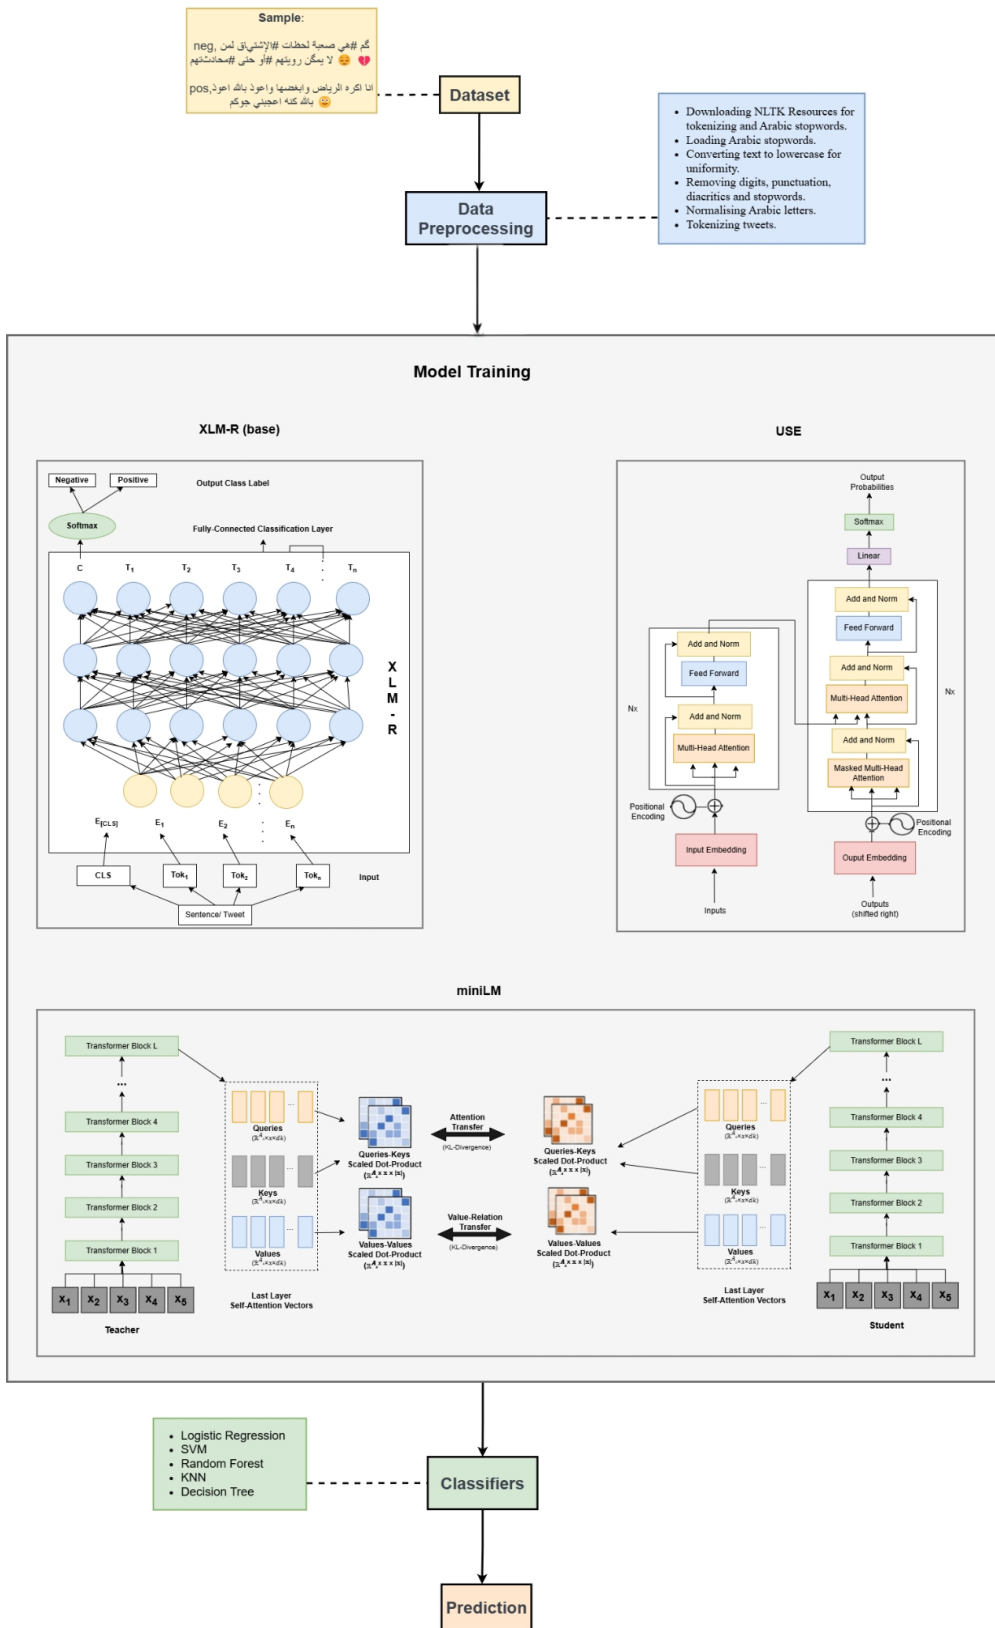 Sample:
گم #هي صعبة لحظات #الإشتي\اق لمن ,neg
لا يمگن رويتهم #أو حتى #محادثتهم 😔 💔
انا اكره الرياض وابغضها واعوذ بالله اعوذ,pos
بالله كنه اعجبني جوكم 🙂
Dataset
• Downloading NLTK Resources for
tokenizing and Arabic stopwords.
• Loading Arabic stopwords.
• Converting text to lowercase for
uniformity.
• Removing digits, punctuation,
diacritics and stopwords.
• Normalising Arabic letters.
• Tokenizing tweets.
Data
Preprocessing
Model Training
XLM-R (base)
Negative
Positive
Output Class Label
Softmax
Fully-Connected Classification Layer
C
T1
T2
T3
T4
Tn
X
L
M
-
R
E[CLS]
E1
E2
En
CLS
Tok1
Tok2
Tokn
Input
Sentence/ Tweet
USE
Output
Probabilities
Softmax
Linear
Add and Norm
Feed Forward
Add and Norm
Multi-Head Attention
Nx
Add and Norm
Masked Multi-Head
Attention
Positional
Encoding
Ouput Embedding
Outputs
(shifted right)
Add and Norm
Feed Forward
Nx
Add and Norm
Multi-Head Attention
Positional
Encoding
Input Embedding
Inputs
miniLM
Transformer Block L
...
Transformer Block 4
Transformer Block 3
Transformer Block 2
Transformer Block 1
x1 x2 x3 x4 x5
Teacher
...
Queries
...
Keys
...
Values
Last Layer
Self-Attention Vectors
Queries-Keys
Scaled Dot-Product
Values-Values
Scaled Dot-Product
Attention
Transfer
(KL-Divergence)
Value-Relation
Transfer
(KL-Divergence)
Queries-Keys
Scaled Dot-Product
Values-Values
Scaled Dot-Product
...
Queries
...
Keys
...
Values
Last Layer
Self-Attention Vectors
Transformer Block L
...
Transformer Block 4
Transformer Block 3
Transformer Block 2
Transformer Block 1
x1 x2 x3 x4 x5
Student
• Logistic Regression
• SVM
• Random Forest
• KNN
• Decision Tree
Classifiers
Prediction